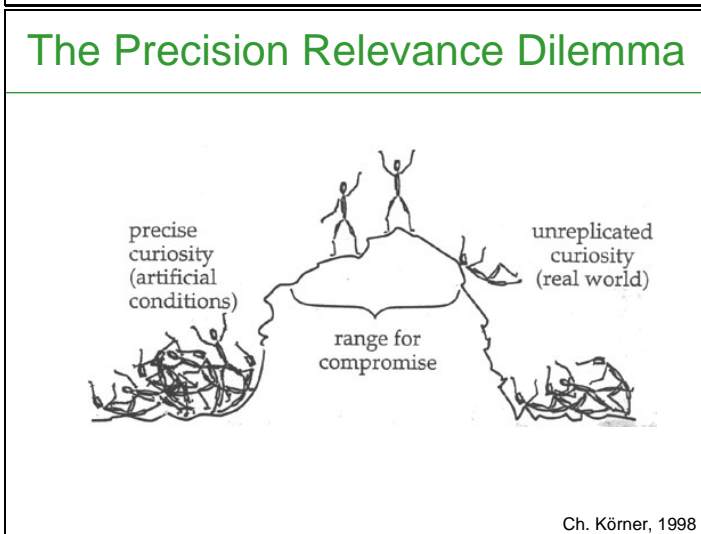 The Precision Relevance Dilemma
precise
curiosity
(artificial
conditions)
unreplicated
curiosity
(real world)
range for
compromise
Ch. Körner, 1998